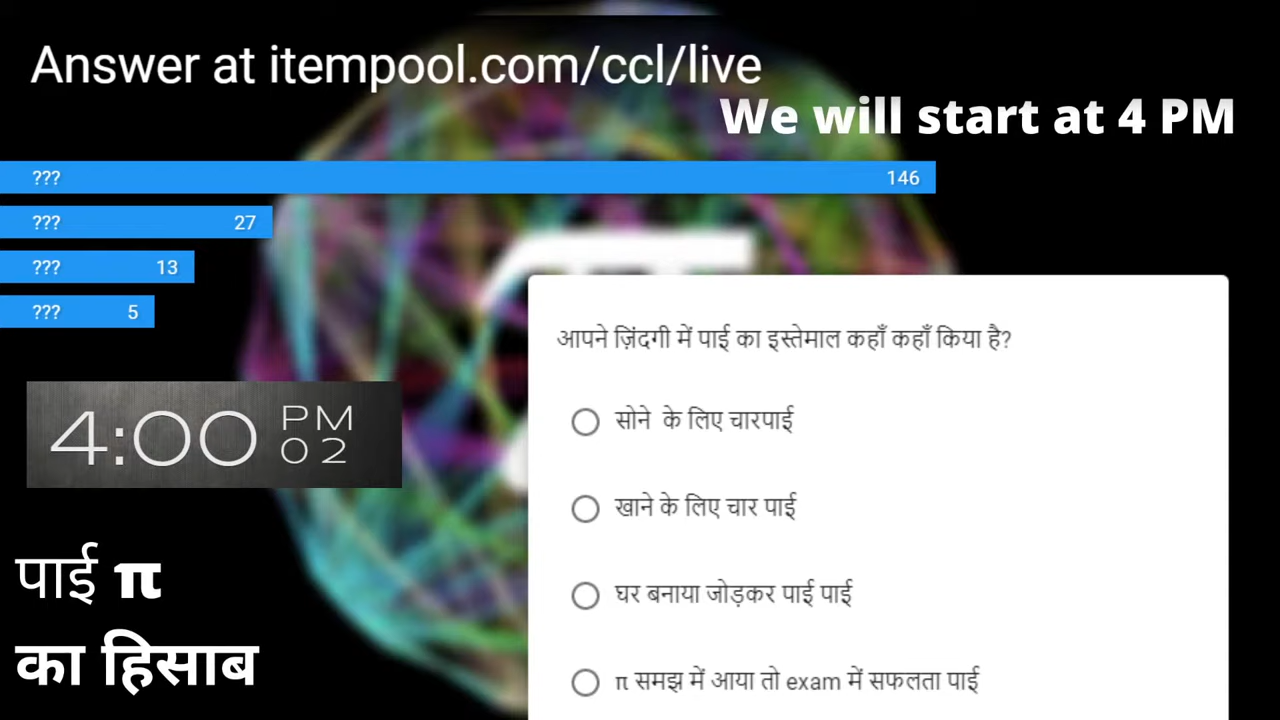 Answer at itempool.com/ccl/live
We will start at 4 PM
??? 146
??? 27
??? 13
??? 5
4:00 PM
02
पाई π
का हिसाब
आपने ज़िंदगी में पाई का इस्तेमाल कहाँ कहाँ किया है?
सोने के लिए चारपाई
खाने के लिए चार पाई
घर बनाया जोड़कर पाई पाई
π समझ में आया तो exam में सफलता पाई